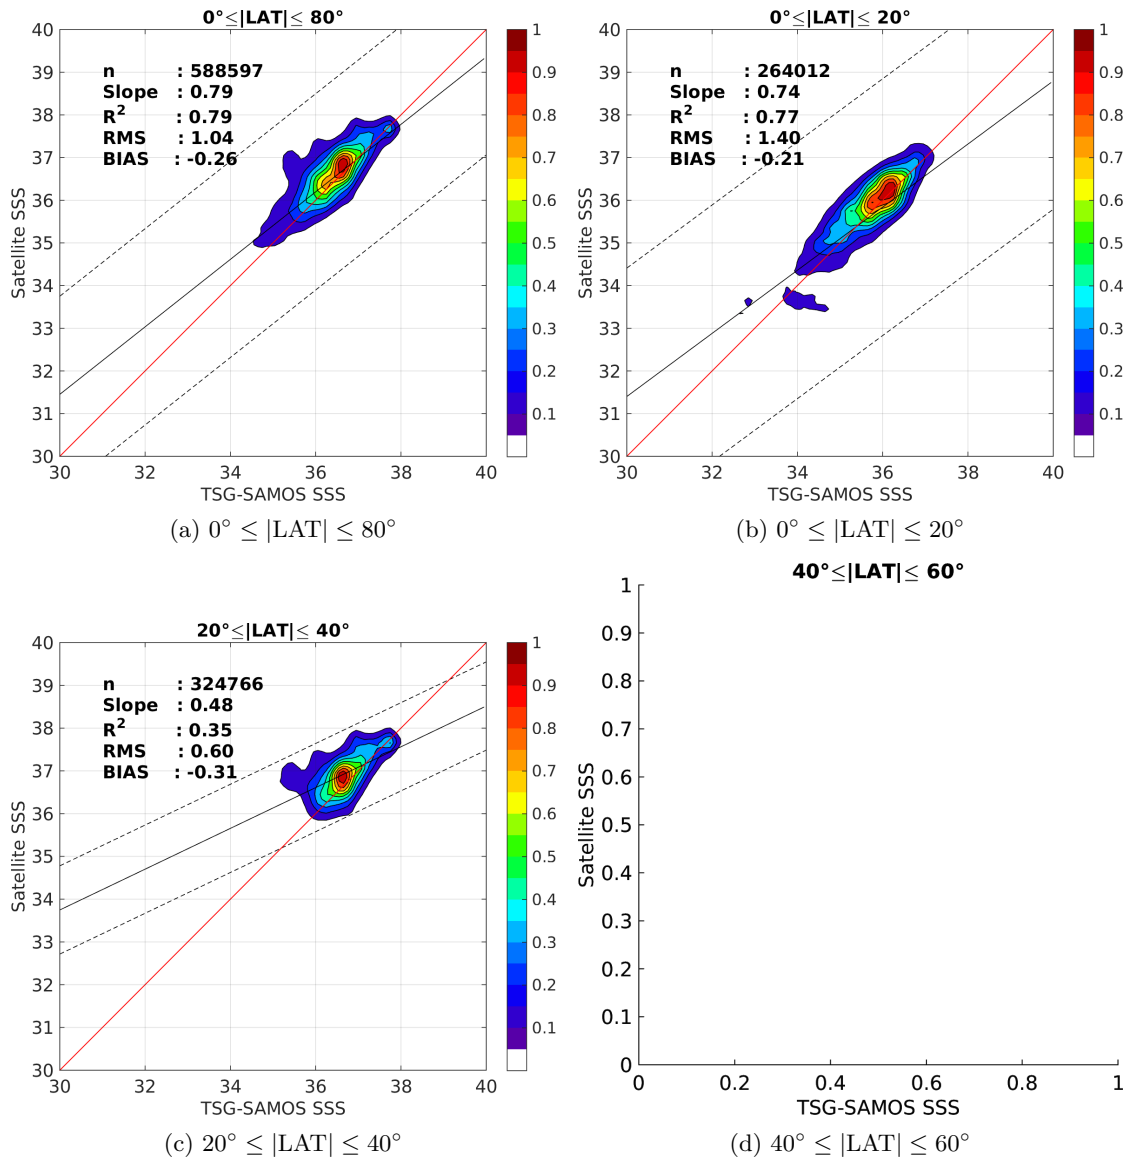 0°≤|LAT|≤ 80°
n : 588597
Slope : 0.79
R² : 0.79
RMS : 1.04
BIAS : -0.26
40
39
38
37
36
35
34
33
32
31
30
30 32 34 36 38 40
Satellite SSS
TSG-SAMOS SSS
1
0.9
0.8
0.7
0.6
0.5
0.4
0.3
0.2
0.1
(a) 0° ≤ |LAT| ≤ 80°
0°≤|LAT|≤ 20°
n : 264012
Slope : 0.74
R² : 0.77
RMS : 1.40
BIAS : -0.21
40
39
38
37
36
35
34
33
32
31
30
30 32 34 36 38 40
Satellite SSS
TSG-SAMOS SSS
1
0.9
0.8
0.7
0.6
0.5
0.4
0.3
0.2
0.1
(b) 0° ≤ |LAT| ≤ 20°
20°≤|LAT|≤ 40°
n : 324766
Slope : 0.48
R² : 0.35
RMS : 0.60
BIAS : -0.31
40
39
38
37
36
35
34
33
32
31
30
30 32 34 36 38 40
Satellite SSS
TSG-SAMOS SSS
1
0.9
0.8
0.7
0.6
0.5
0.4
0.3
0.2
0.1
(c) 20° ≤ |LAT| ≤ 40°
40°≤|LAT|≤ 60°
1
0.9
0.8
0.7
0.6
0.5
0.4
0.3
0.2
0.1
0
0 0.2 0.4 0.6 0.8 1
Satellite SSS
TSG-SAMOS SSS
(d) 40° ≤ |LAT| ≤ 60°